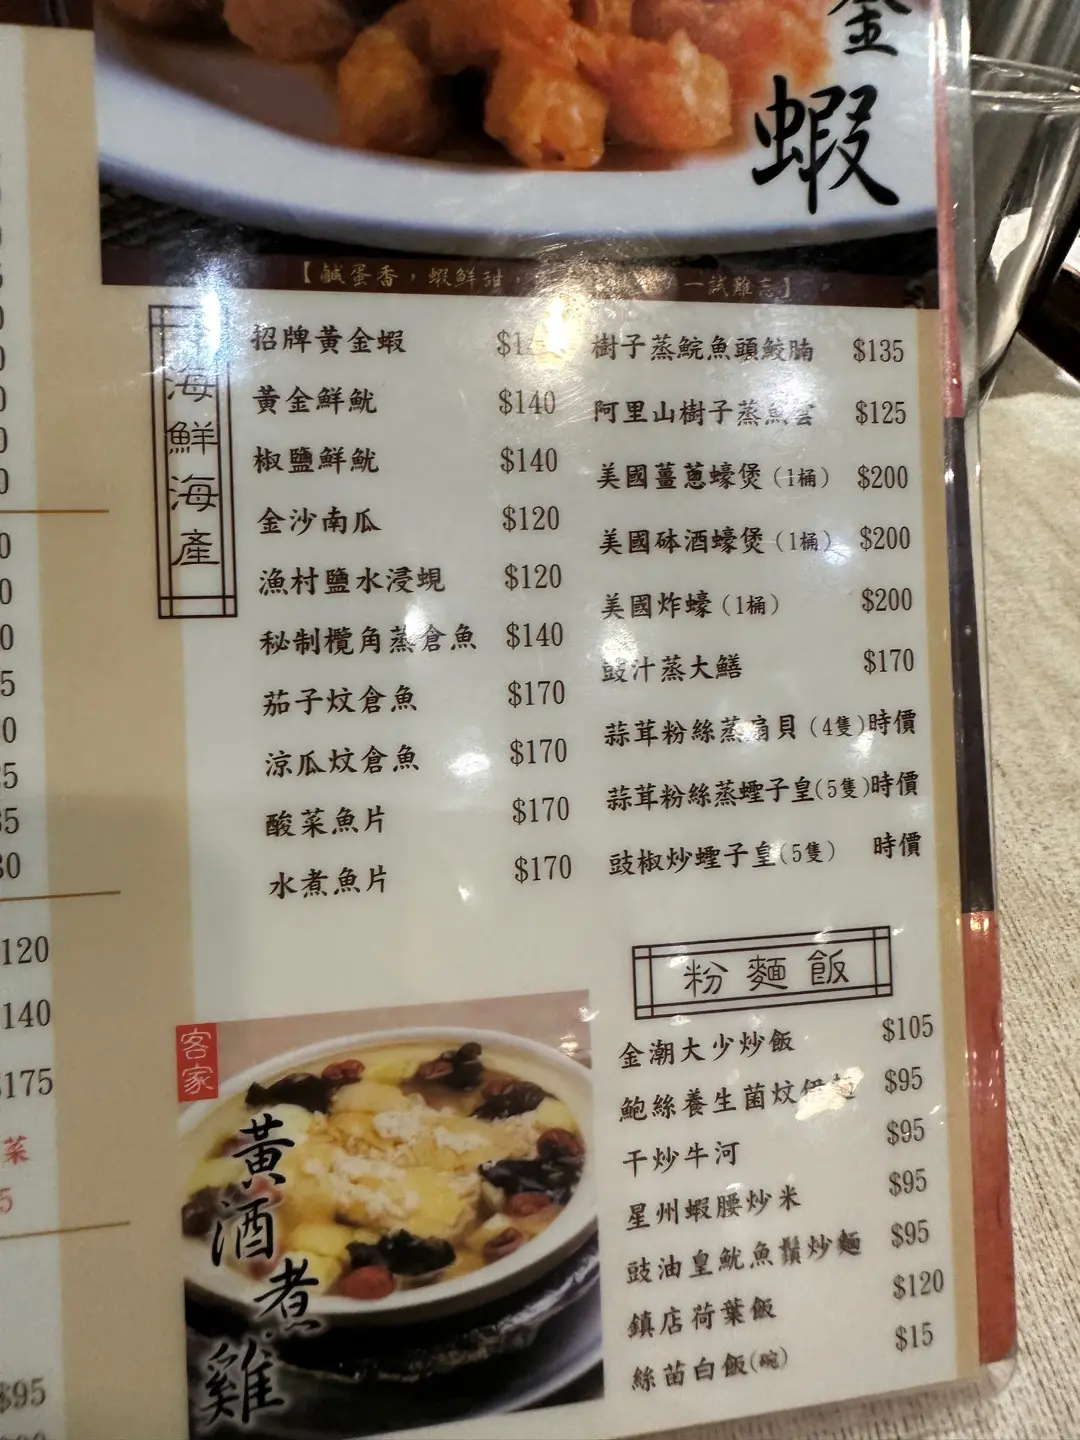 蝦
【鹹蛋香，蝦鮮甜，
一試難忘】
海鮮海產
招牌黃金蝦
黃金鮮魷 $140
椒鹽鮮魷 $140
金沙南瓜 $120
漁村鹽水浸蜆 $120
秘制欖角蒸倉魚 $140
茄子炆倉魚 $170
涼瓜炆倉魚 $170
酸菜魚片 $170
水煮魚片 $170
樹子蒸鯇魚頭鮫腩 $135
阿里山樹子蒸魚雲 $125
美國薑蔥蠔煲（1桶） $200
美國砵酒蠔煲（1桶） $200
美國炸蠔（1桶） $200
豉汁蒸大鱔 $170
蒜茸粉絲蒸扇貝（4隻）時價
蒜茸粉絲蒸蟶子皇(5隻)時價
豉椒炒蟶子皇(5隻) 時價
粉麵飯
金潮大少炒飯 $105
鮑絲養生菌炆伊麵 $95
干炒牛河 $95
星州蝦腰炒米 $95
豉油皇魷魚鬚炒麵 $95
鎮店荷葉飯 $120
絲苗白飯(碗) $15
客家
黃酒煮雞
120
140
$175
菜
$95